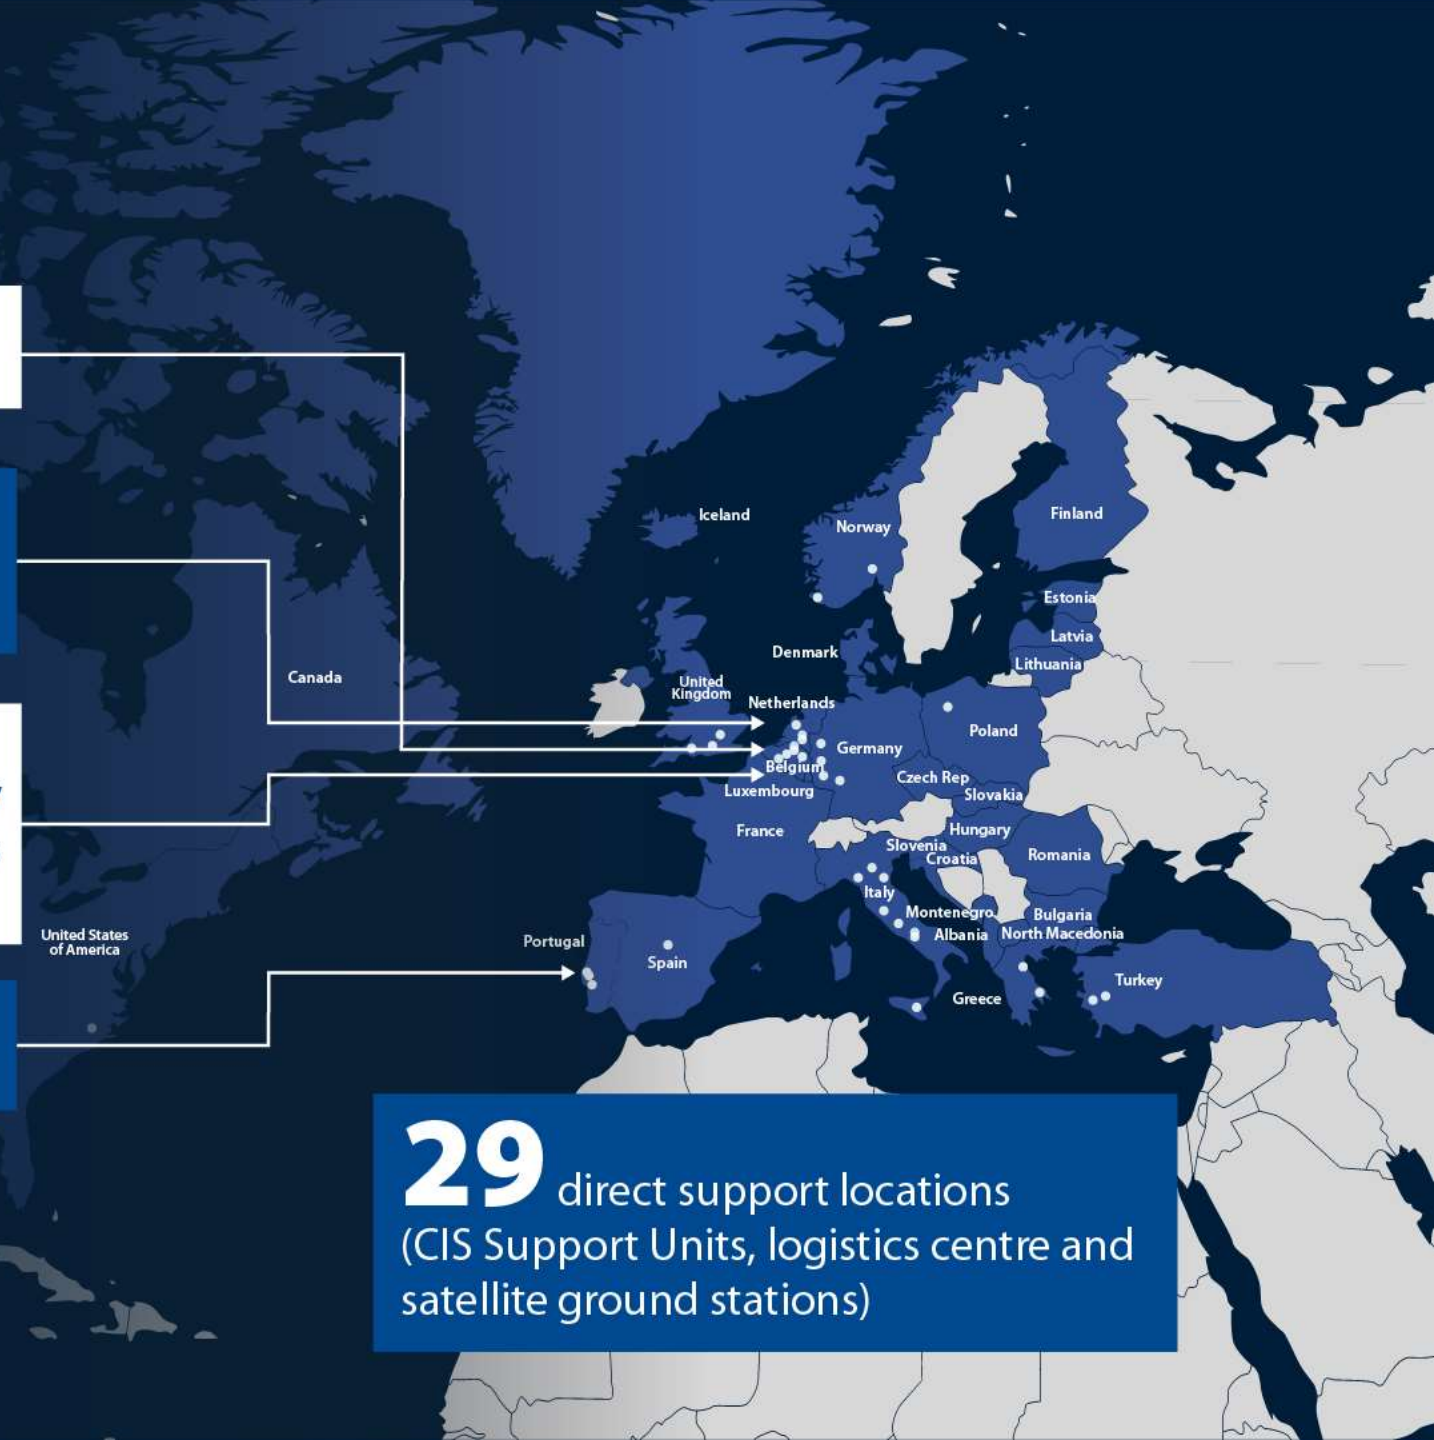 Iceland
Norway
Finland
Estonia
Latvia
Lithuania
Denmark
Canada
United
Kingdom
Netherlands
Poland
Germany
Belgium
Czech Rep
Luxembourg
Slovakia
France
Hungary
Slovenia
Croatia
Romania
Italy
Montenegro
Bulgaria
Albania
North Macedonia
United States
of America
Portugal
Spain
Turkey
Greece
29 direct support locations
(CIS Support Units, logistics centre and
satellite ground stations)